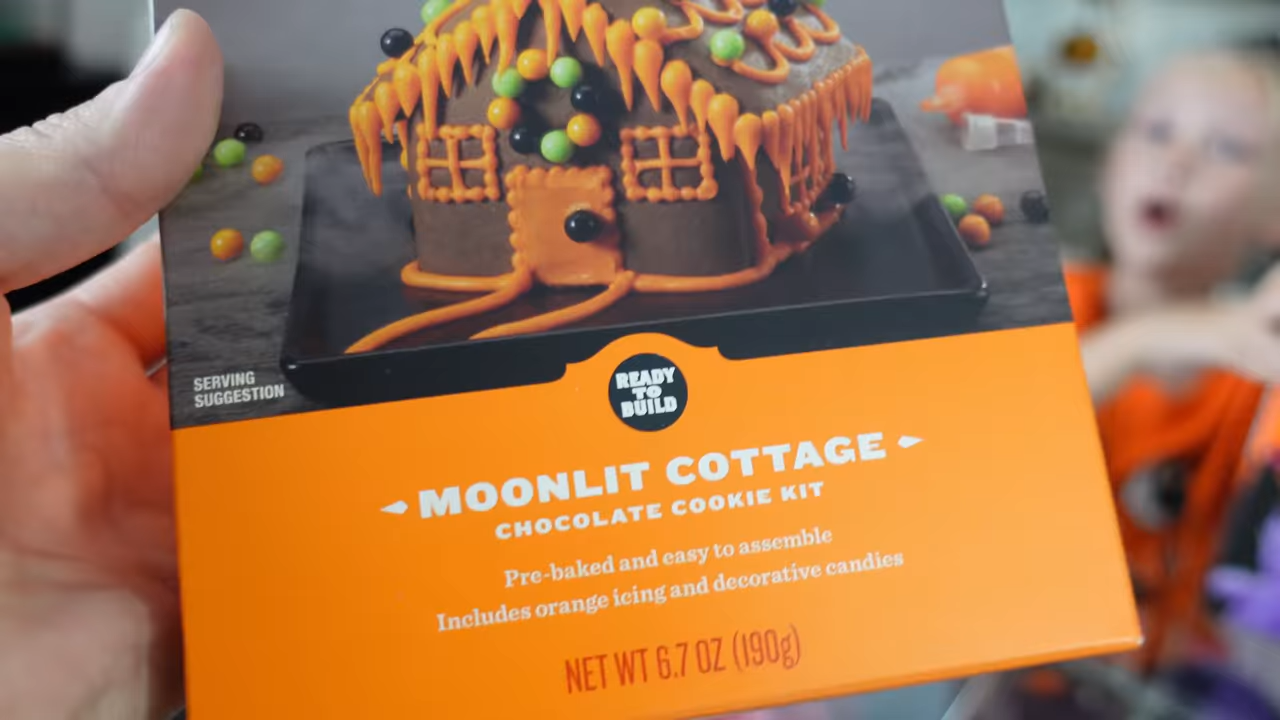 SERVING
SUGGESTION
READY
TO
BUILD
MOONLIT COTTAGE
CHOCOLATE COOKIE KIT
Pre-baked and easy to assemble
Includes orange icing and decorative candies
NET WT 6.7 OZ (190g)